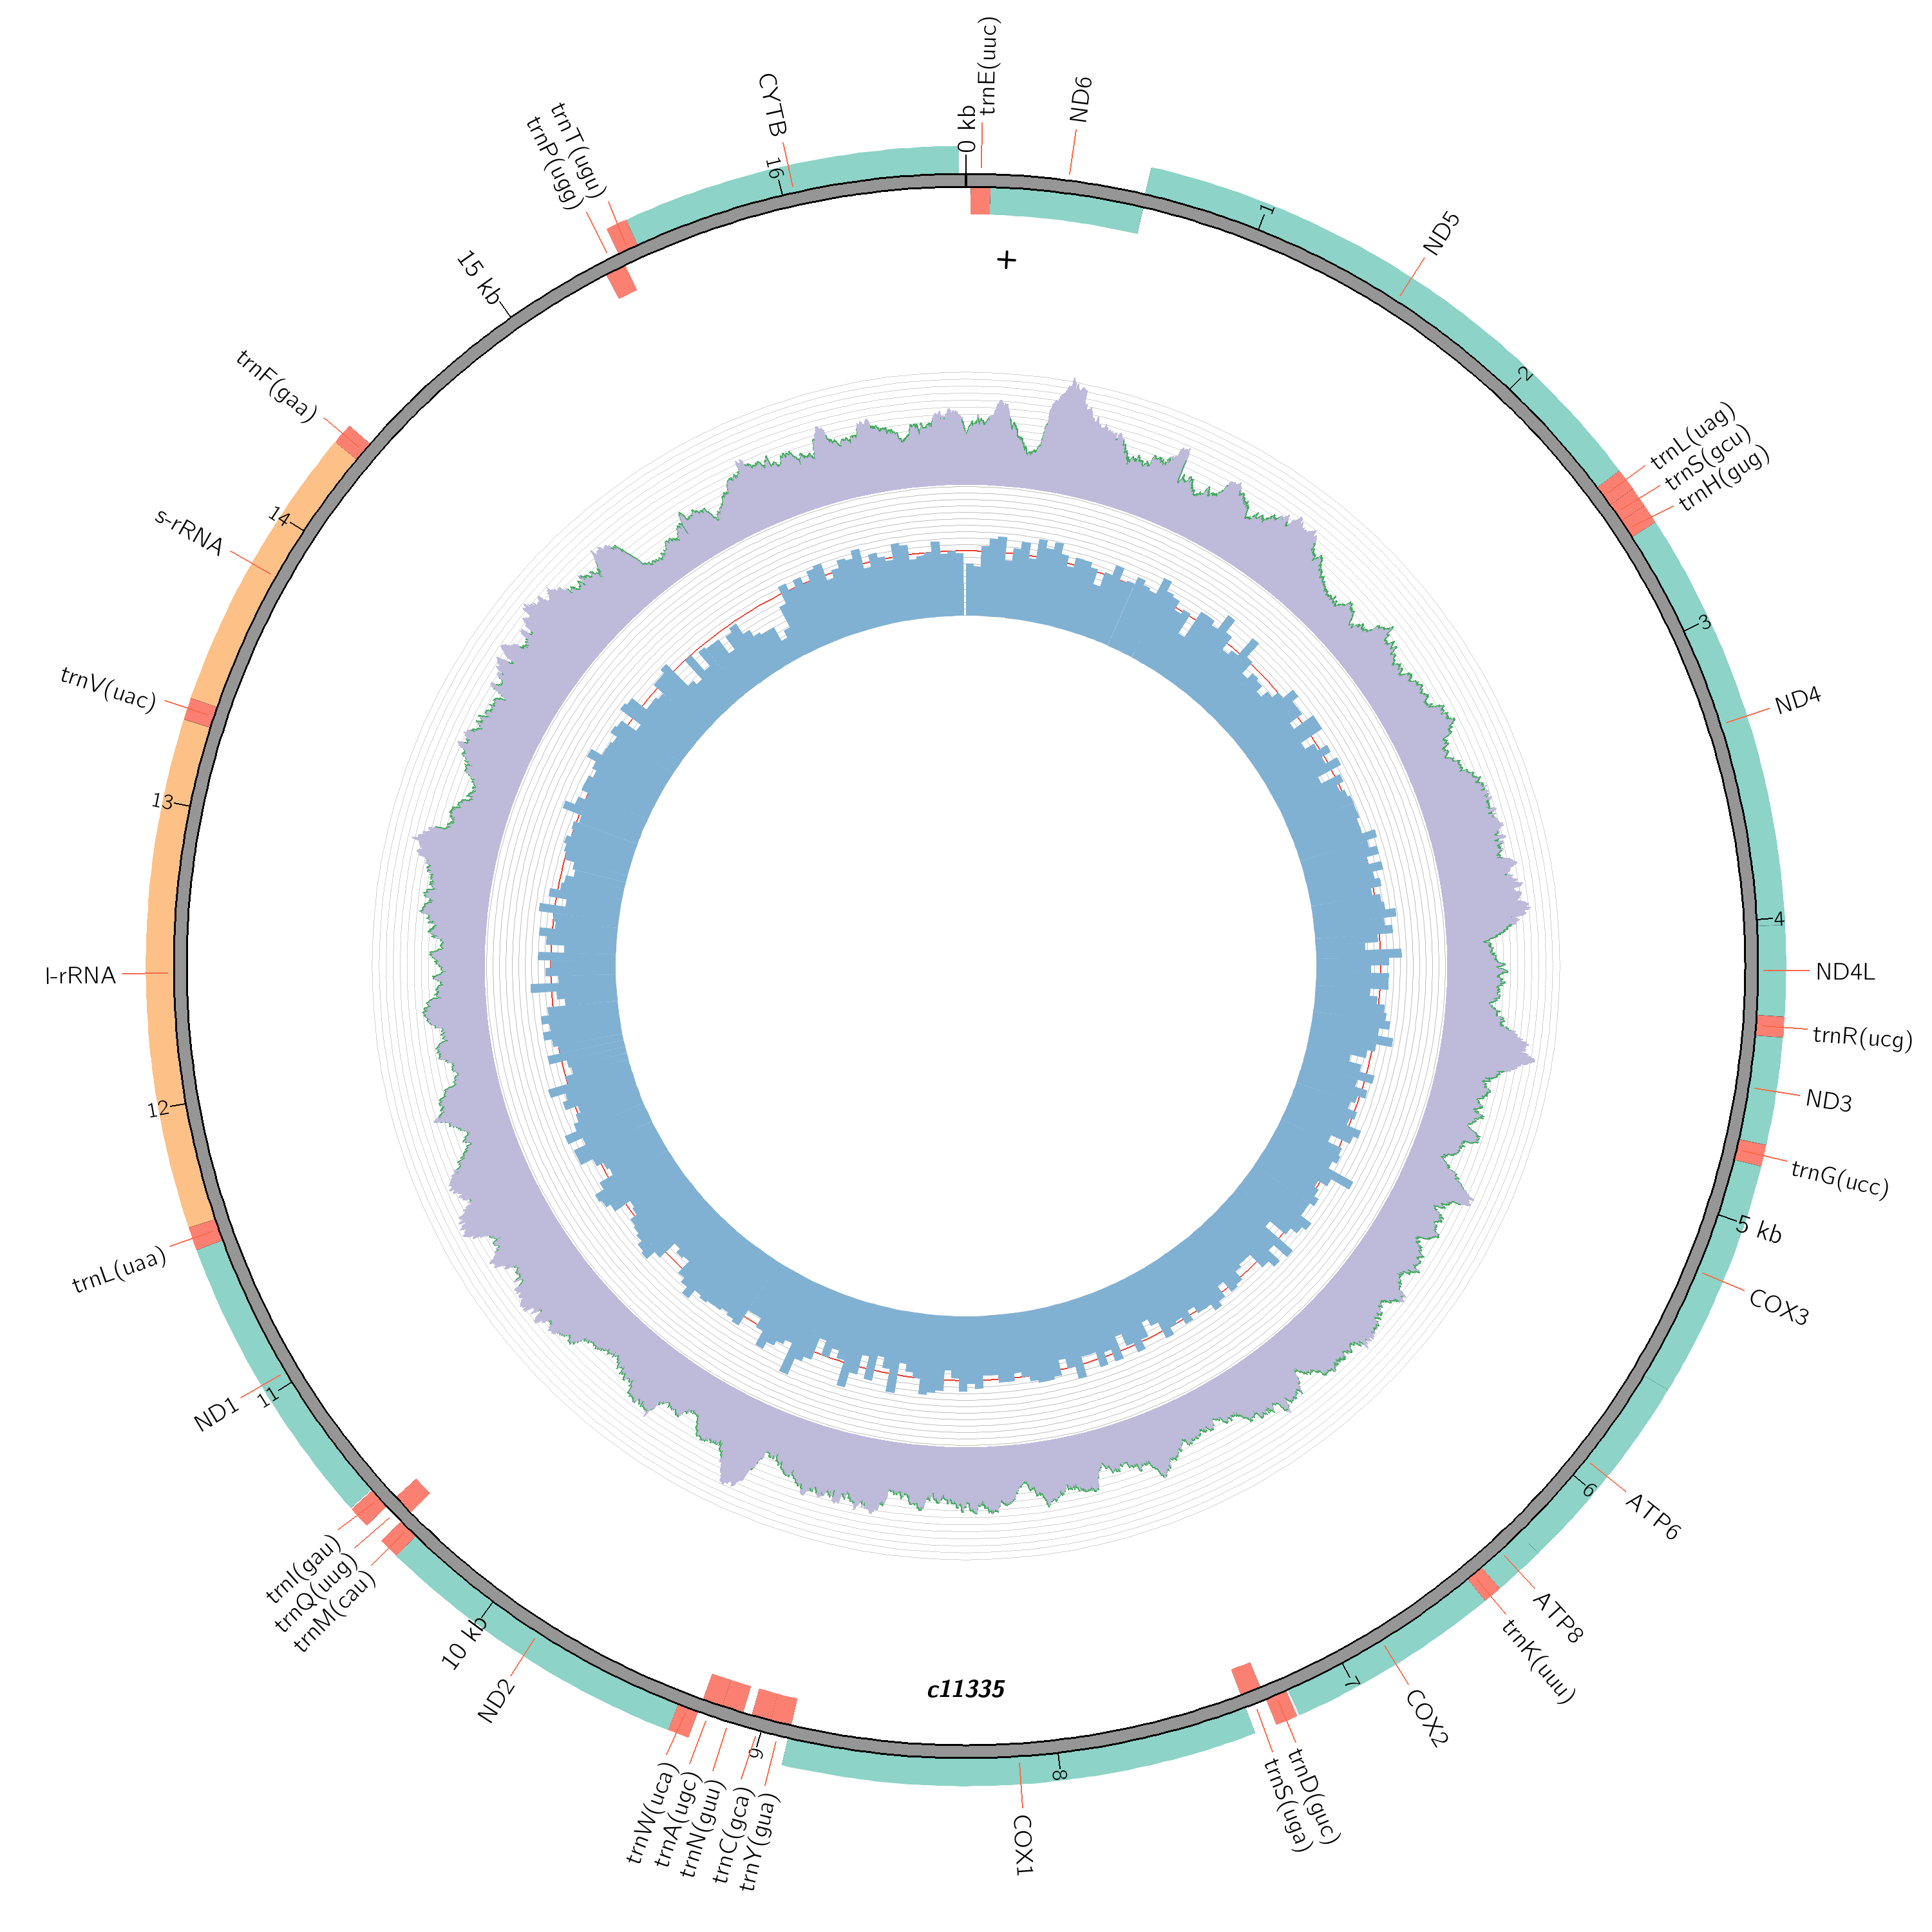 0 kb
trnE(uuc)
ND6
1
ND5
2
trnL(uag)
trnS(gcu)
trnH(gug)
3
ND4
4
ND4L
trnR(ucg)
ND3
trnG(ucc)
5 kb
COX3
6
ATP6
ATP8
trnK(uuu)
COX2
7
trnD(guc)
trnS(uga)
8
COX1
9
trnY(gua)
trnC(gca)
trnN(guu)
trnA(ugc)
trnW(uca)
ND2
10 kb
trnM(cau)
trnQ(uug)
trnI(gau)
ND1
11
trnL(uaa)
12
l-rRNA
13
trnV(uac)
s-rRNA
14
trnF(gaa)
15 kb
trnP(ugg)
trnT(ugu)
16
CYTB
+
c11335